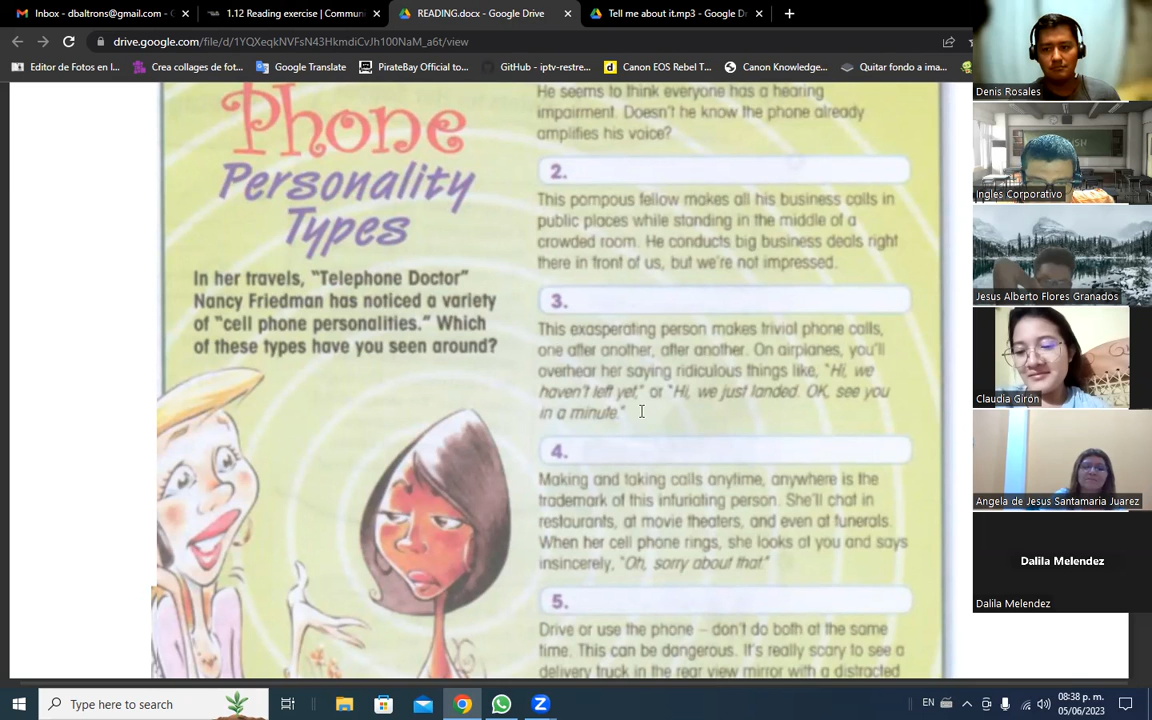 Inbox - dbaltrons@gmail.com - G
1.12 Reading exercise | Commun
READING.docx - Google Drive
Tell me about it.mp3 - Google D
drive.google.com/file/d/1YQXeqkNVFsN43HkmdiCvJh100NaM_a6t/view
Editor de Fotos en l...
Crea collages de fot...
Google Translate
PirateBay Official to...
GitHub - iptv-restre...
Canon EOS Rebel T...
Canon Knowledge...
Quitar fondo a ima...
Phone
Personality
Types
In her travels, "Telephone Doctor"
Nancy Friedman has noticed a variety
of "cell phone personalities." Which
of these types have you seen around?
He seems to think everyone has a hearing
impairment. Doesn't he know the phone already
amplifies his voice?
2.
This pompous fellow makes all his business calls in
public places while standing in the middle of a
crowded room. He conducts big business deals right
there in front of us, but we're not impressed.
3.
This exasperating person makes trivial phone calls,
one after another, after another. On airplanes, you'll
overhear her saying ridiculous things like, "Hi, we
haven't left yet," or "Hi, we just landed. OK, see you
in a minute."
4.
Making and taking calls anytime, anywhere is the
trademark of this infuriating person. She'll chat in
restaurants, at movie theaters, and even at funerals.
When her cell phone rings, she looks at you and says
insincerely, "Oh, sorry about that."
5.
Drive or use the phone – don't do both at the same
time. This can be dangerous. It's really scary to see a
delivery truck in the rear view mirror with a distracted
Denis Rosales
Ingles Corporativo
Jesus Alberto Flores Granados
Claudia Girón
Angela de Jesus Santamaria Juarez
Dalila Melendez
Dalila Melendez
Type here to search
EN
08:38 p. m.
05/06/2023